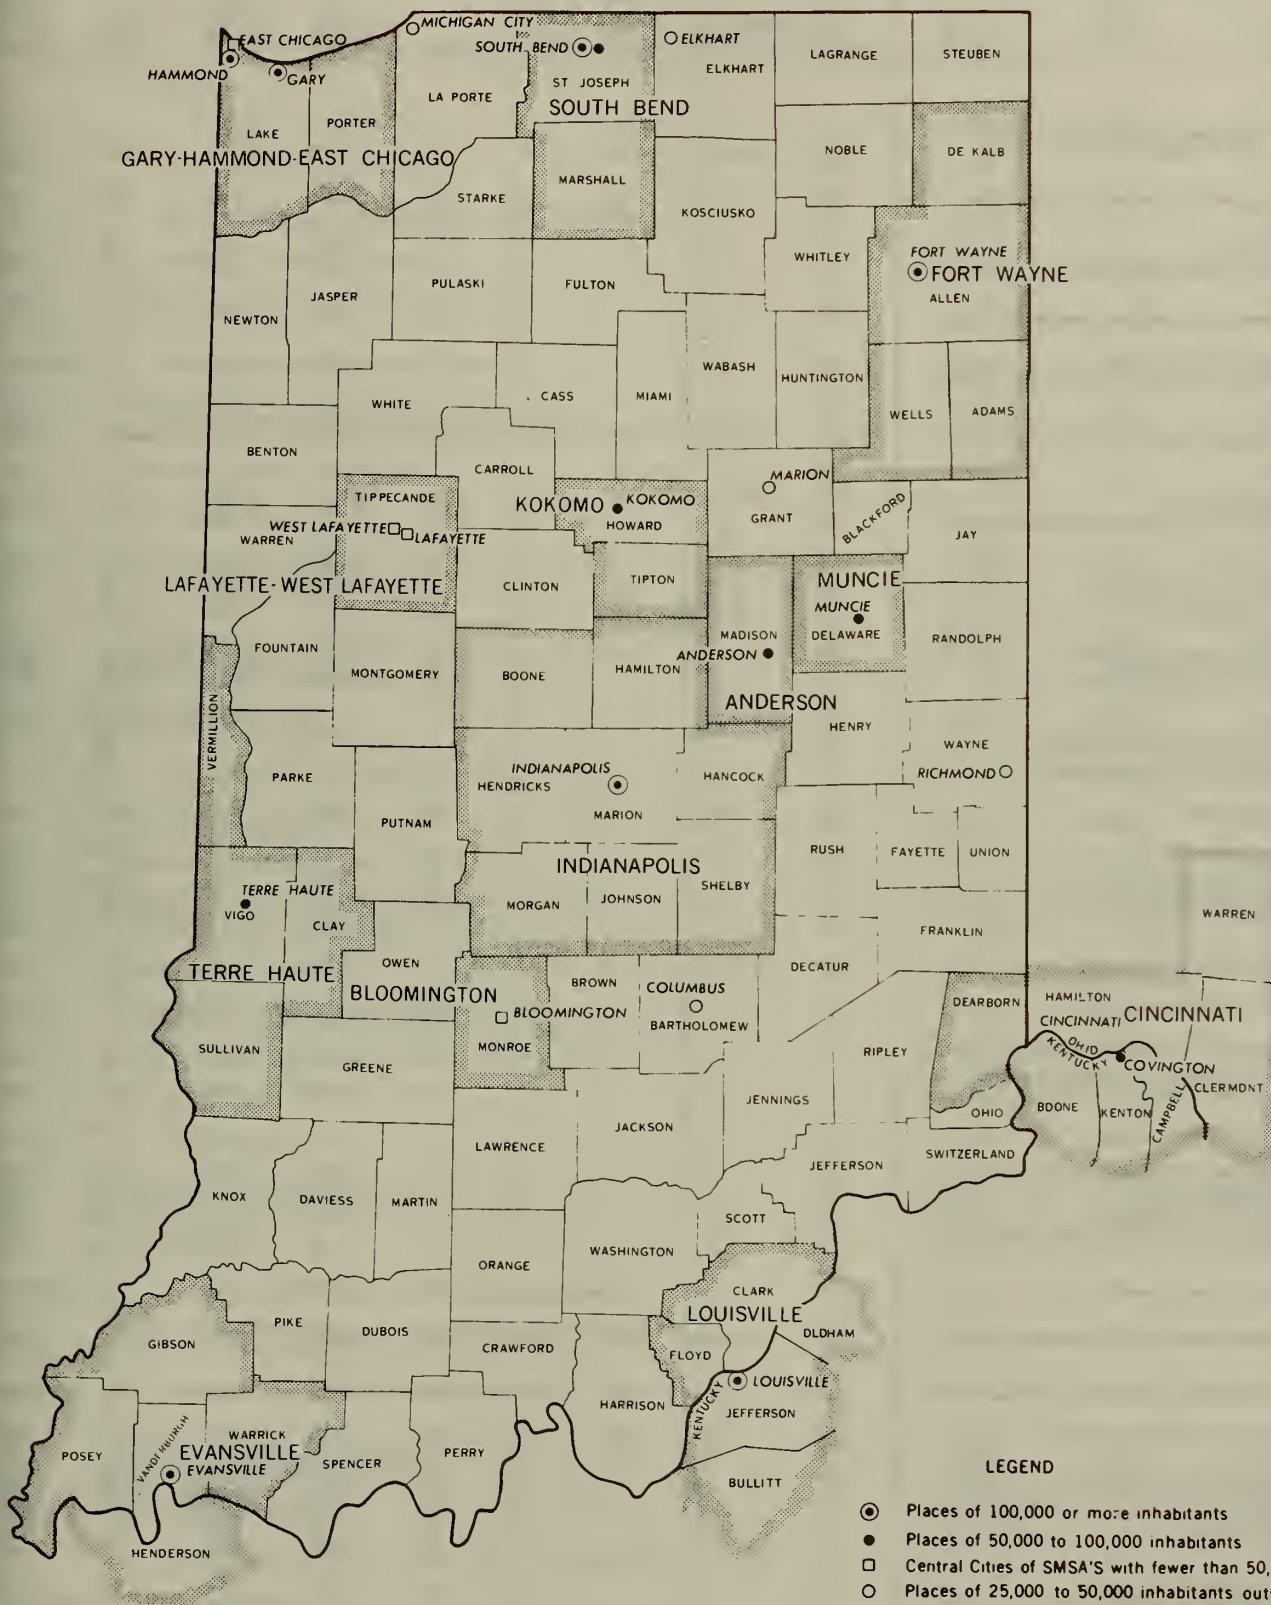 MICHIGAN CITY
EAST CHICAGO
SOUTH BEND
ELKHART
LAGRANGE
STEUBEN
HAMMOND
GARY
ST JOSEPH
ELKHART
LA PORTE
SOUTH BEND
LAKE
PORTER
GARY-HAMMOND-EAST CHICAGO
NOBLE
DE KALB
MARSHALL
STARKE
KOSCIUSKO
WHITLEY
FORT WAYNE
FORT WAYNE
ALLEN
JASPER
PULASKI
FULTON
NEWTON
WABASH
HUNTINGTON
WHITE
CASS
MIAMI
WELLS
ADAMS
BENTON
CARROLL
MARION
TIPPECANDE
KOKOMO
KOKOMO
HOWARD
GRANT
BLACKFORD
WEST LAFAYETTE
LAFAYETTE
WARREN
JAY
LAFAYETTE-WEST LAFAYETTE
CLINTON
TIPTON
MUNCIE
MUNCIE
DELAWARE
MADISON
ANDERSON
RANDOLPH
FOUNTAIN
MONTGOMERY
BOONE
HAMILTON
ANDERSON
HENRY
VERMILLION
WAYNE
RICHMOND
PARKE
INDIANAPOLIS
HENDRICKS
HANCOCK
MARION
PUTNAM
RUSH
FAYETTE
UNION
INDIANAPOLIS
TERRE HAUTE
VIGO
CLAY
MORGAN
JOHNSON
SHELBY
WARREN
FRANKLIN
TERRE HAUTE
OWEN
DECATUR
BLOOMINGTON
BROWN
COLUMBUS
BARTHOLOMEW
DEARBORN
HAMILTON
CINCINNATI
CINCINNATI
BLOOMINGTON
SULLIVAN
MONROE
GREENE
RIPLEY
OHIO
KENTUCKY
COVINGTON
CLERMDNT
JENNINGS
OHIO
BDONE
KENTON
CAMPBELL
LAWRENCE
JACKSON
JEFFERSON
SWITZERLAND
KNOX
DAVIESS
MARTIN
SCOTT
WASHINGTON
ORANGE
CLARK
LOUISVILLE
GIBSON
PIKE
DUBOIS
CRAWFORD
FLOYD
DLDHAM
LOUISVILLE
KENTUCKY
JEFFERSON
HARRISON
POSEY
VANDERBURGH
WARRICK
EVANSVILLE
EVANSVILLE
SPENCER
PERRY
BULLITT
HENDERSON
LEGEND
Places of 100,000 or more inhabitants
Places of 50,000 to 100,000 inhabitants
Central Cities of SMSA'S with fewer than 50,
Places of 25,000 to 50,000 inhabitants